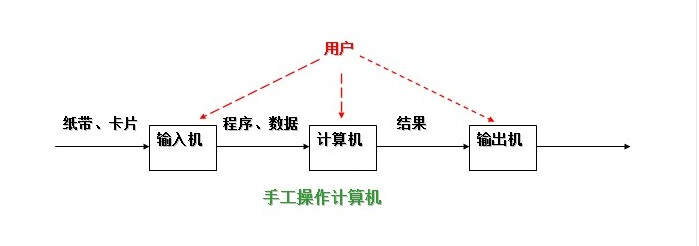 用户
纸带、卡片
输入机
程序、数据
计算机
结果
输出机
手工操作计算机